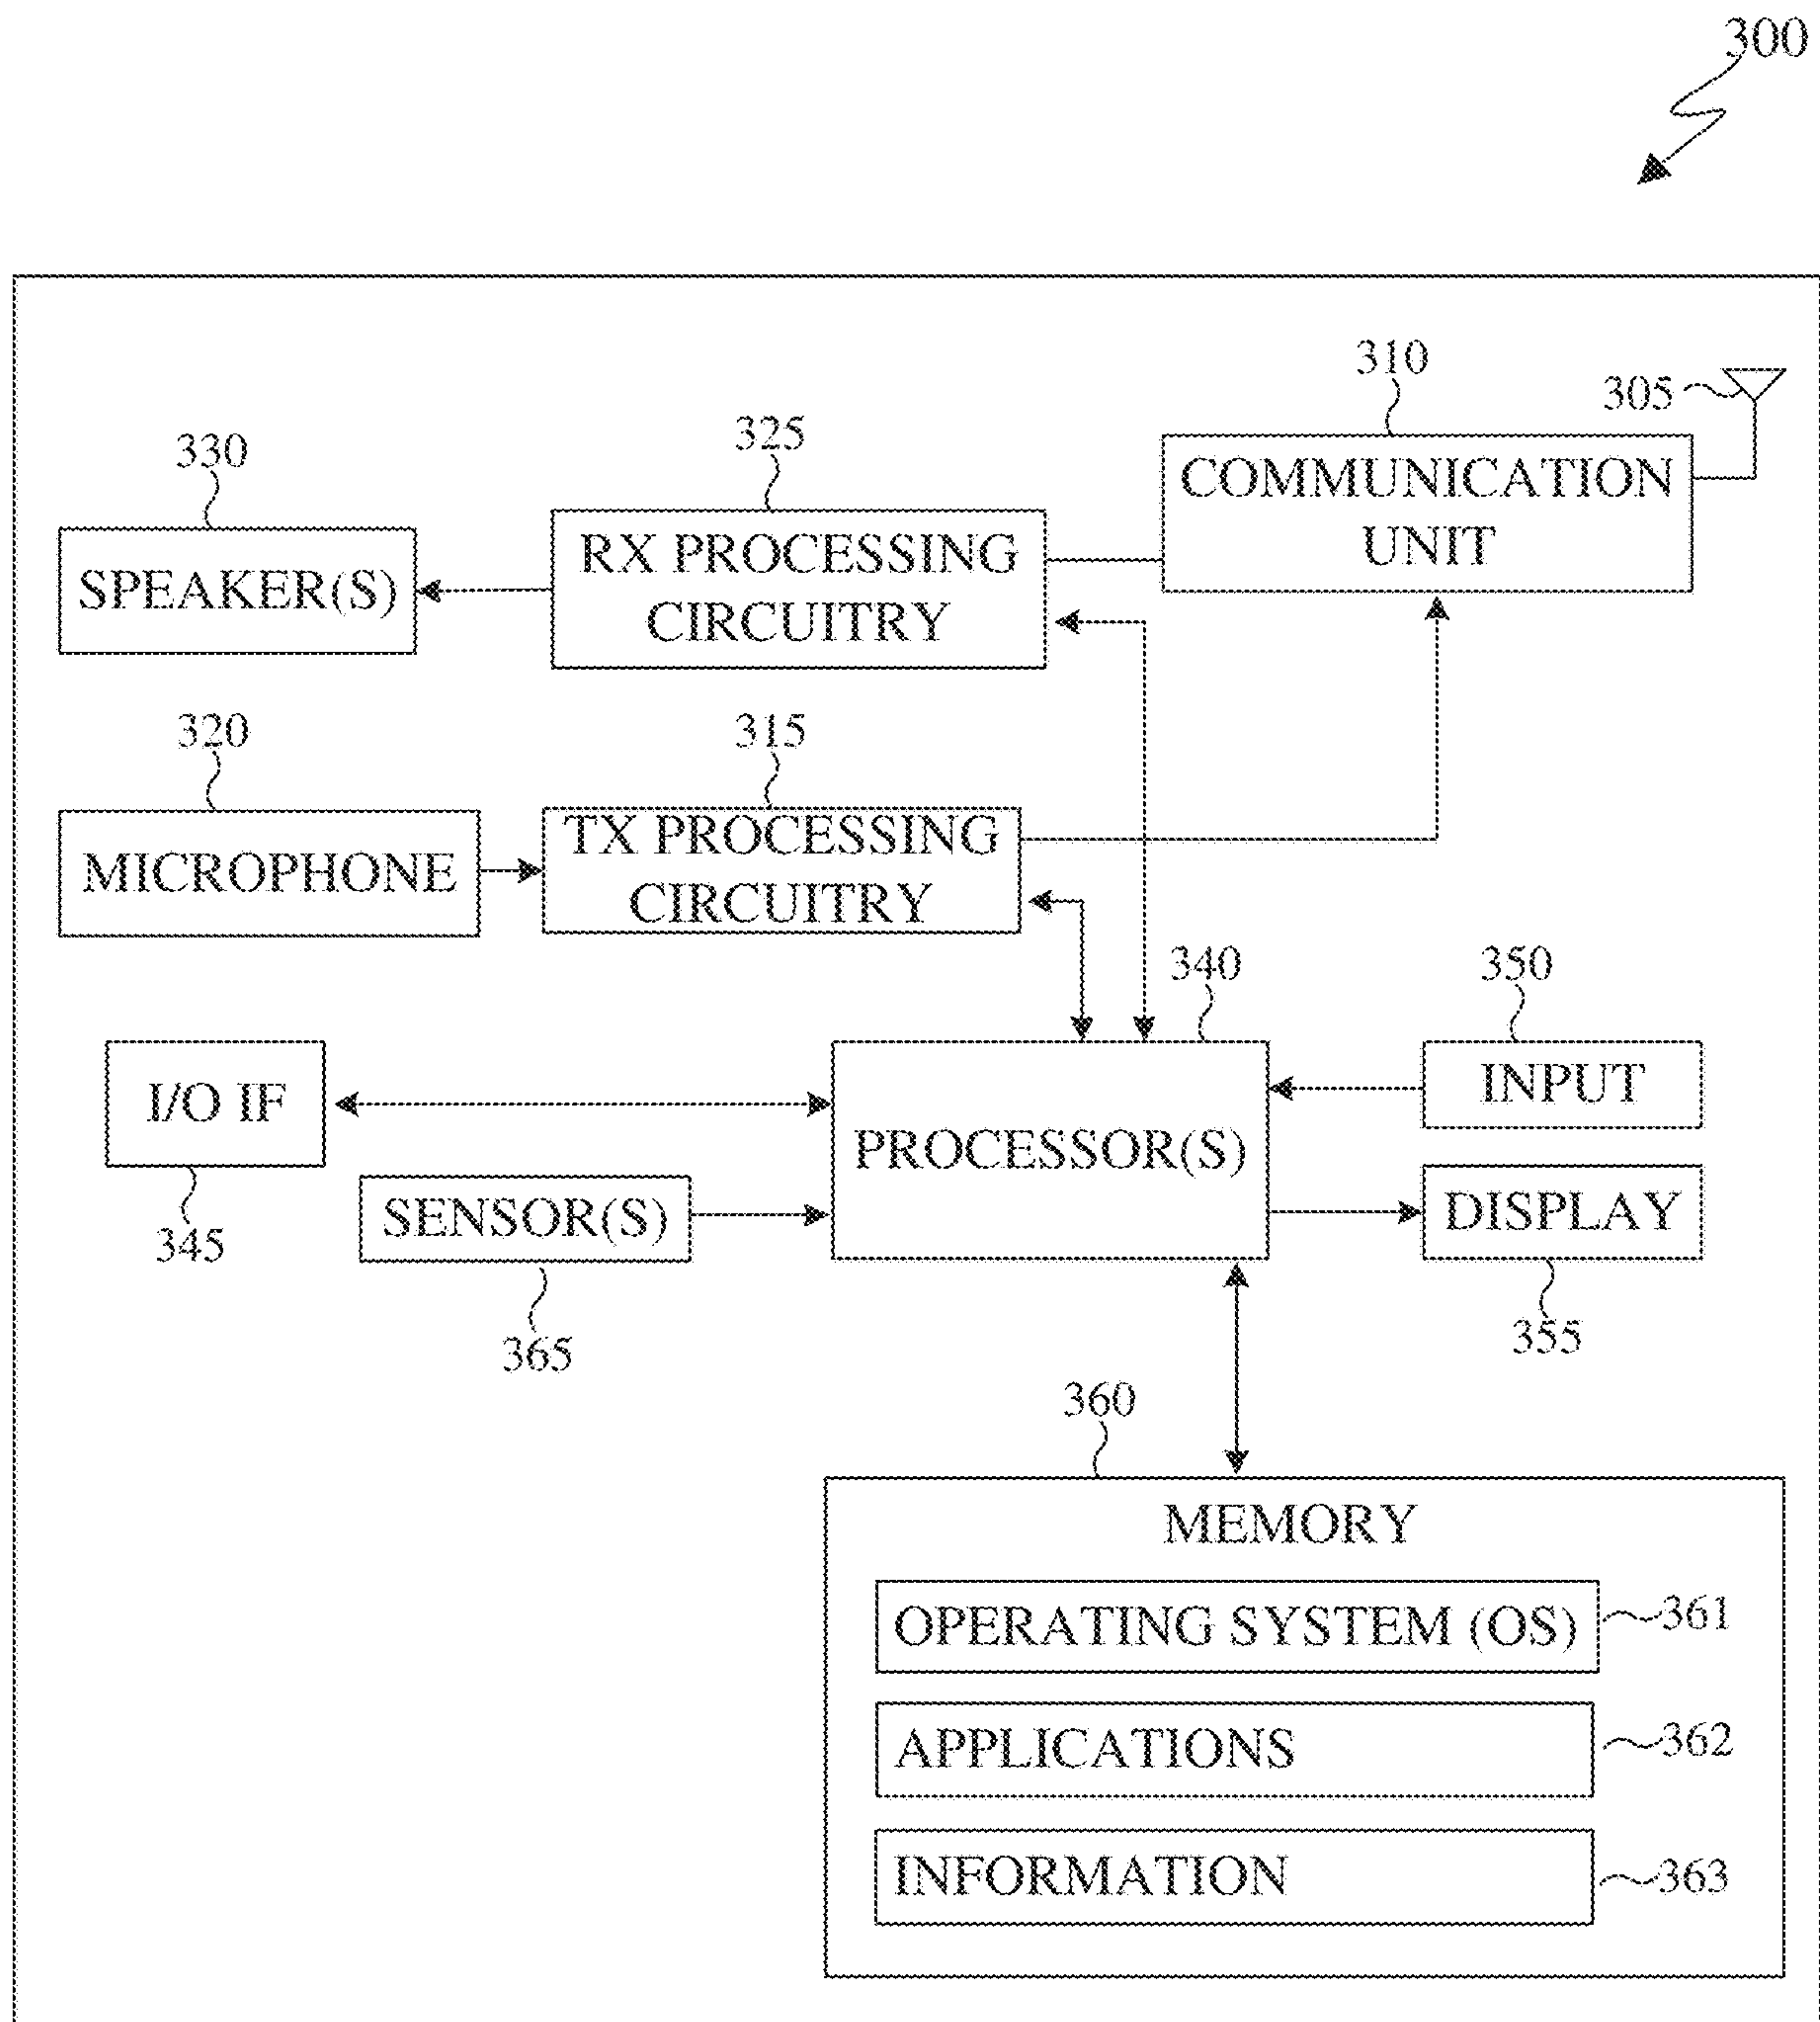 300
310
305
325
330
COMMUNICATION
UNIT
RX PROCESSING
CIRCUITRY
SPEAKER(S)
320
315
TX PROCESSING
CIRCUITRY
MICROPHONE
340
350
I/O IF
INPUT
PROCESSOR(S)
SENSOR(S)
DISPLAY
345
365
355
360
MEMORY
OPERATING SYSTEM (OS)
361
APPLICATIONS
362
INFORMATION
363